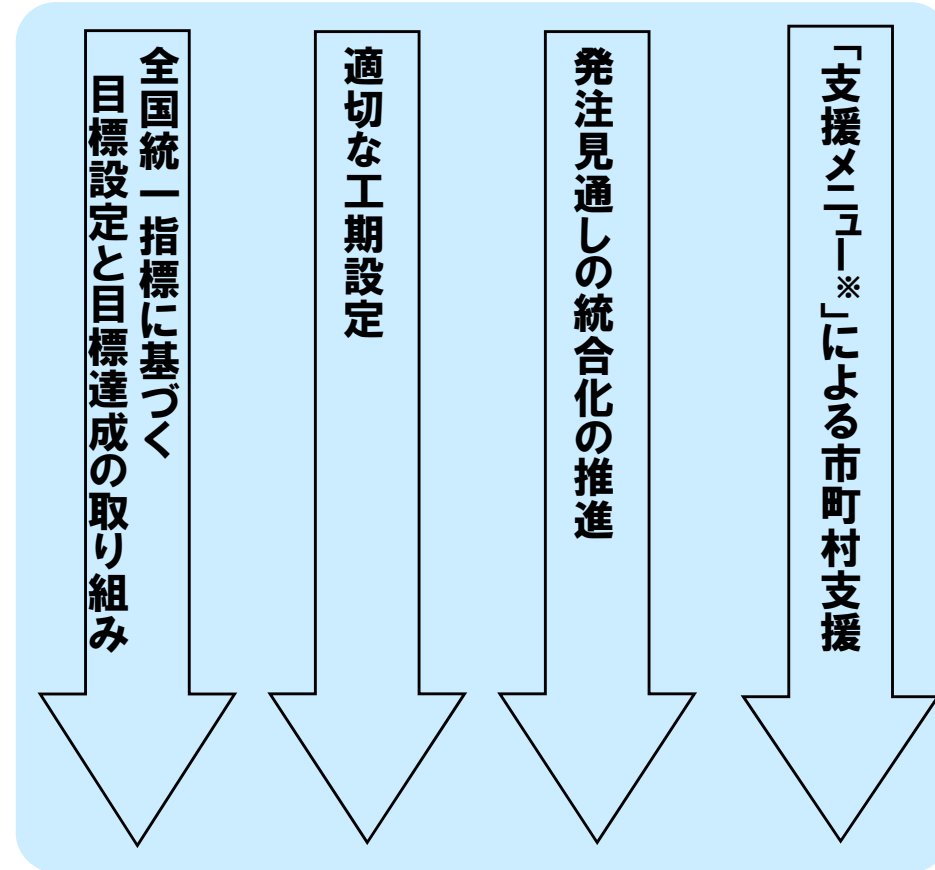 「支援メニュー※」による市町村支援
発注見通しの統合化の推進
適切な工期設定
全国統一指標に基づく
目標設定と目標達成の取り組み